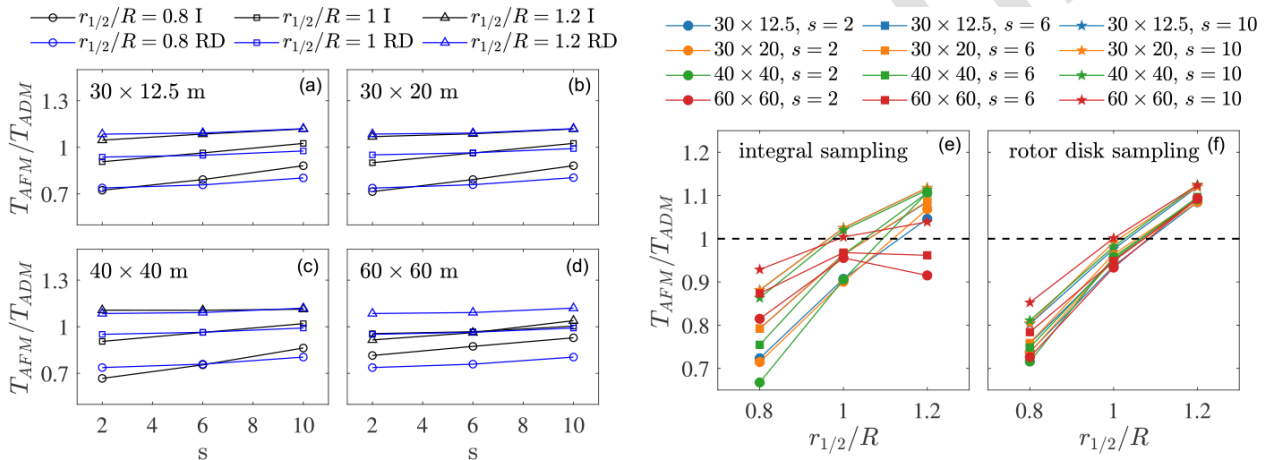 r1/2/R = 0.8 I r1/2/R = 1 I r1/2/R = 1.2 I
r1/2/R = 0.8 RD r1/2/R = 1 RD r1/2/R = 1.2 RD
30 × 12.5 m (a)
30 × 20 m (b)
TAFM/TADM
1.3
1
0.7
40 × 40 m (c)
60 × 60 m (d)
TAFM/TADM
1.3
1
0.7
2 4 6 8 10
2 4 6 8 10
s
s
30 × 12.5, s = 2 30 × 12.5, s = 6 30 × 12.5, s = 10
30 × 20, s = 2 30 × 20, s = 6 30 × 20, s = 10
40 × 40, s = 2 40 × 40, s = 6 40 × 40, s = 10
60 × 60, s = 2 60 × 60, s = 6 60 × 60, s = 10
integral sampling (e)
rotor disk sampling (f)
TAFM/TADM
1.2
1.1
1
0.9
0.8
0.7
0.8 1 1.2
0.8 1 1.2
r1/2/R
r1/2/R